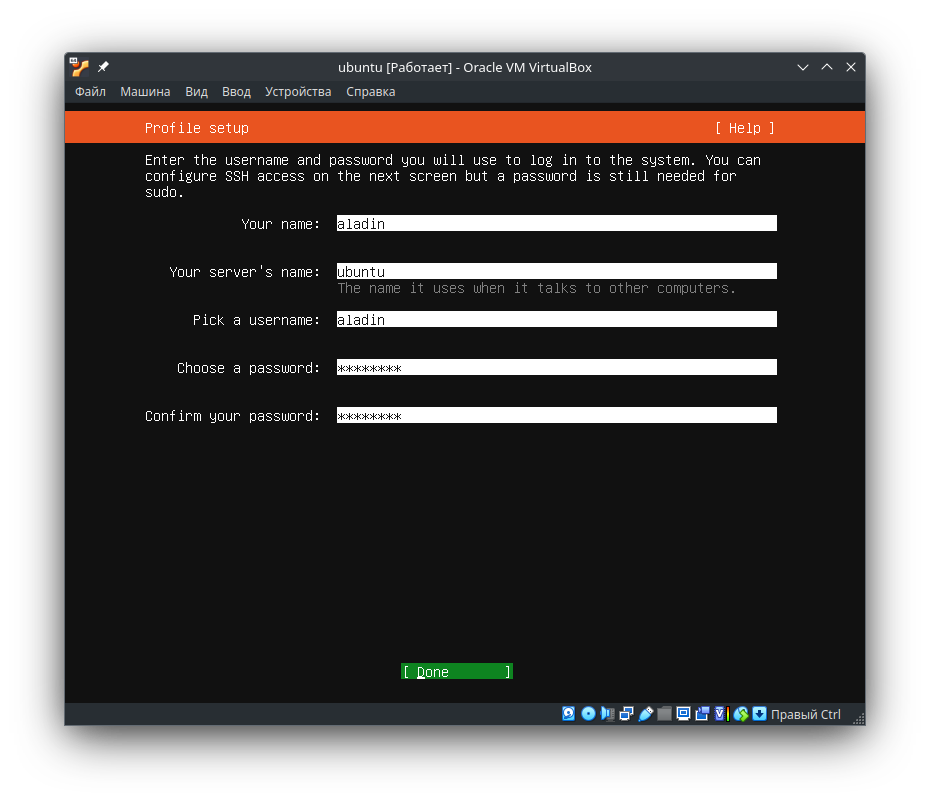 ubuntu [Работает] - Oracle VM VirtualBox
Файл Машина Вид Ввод Устройства Справка
Profile setup [ Help ]
Enter the username and password you will use to log in to the system. You can
configure SSH access on the next screen but a password is still needed for
sudo.
Your name: aladin
Your server's name: ubuntu
The name it uses when it talks to other computers.
Pick a username: aladin
Choose a password: ********
Confirm your password: ********
[ Done ]
Правый Ctrl